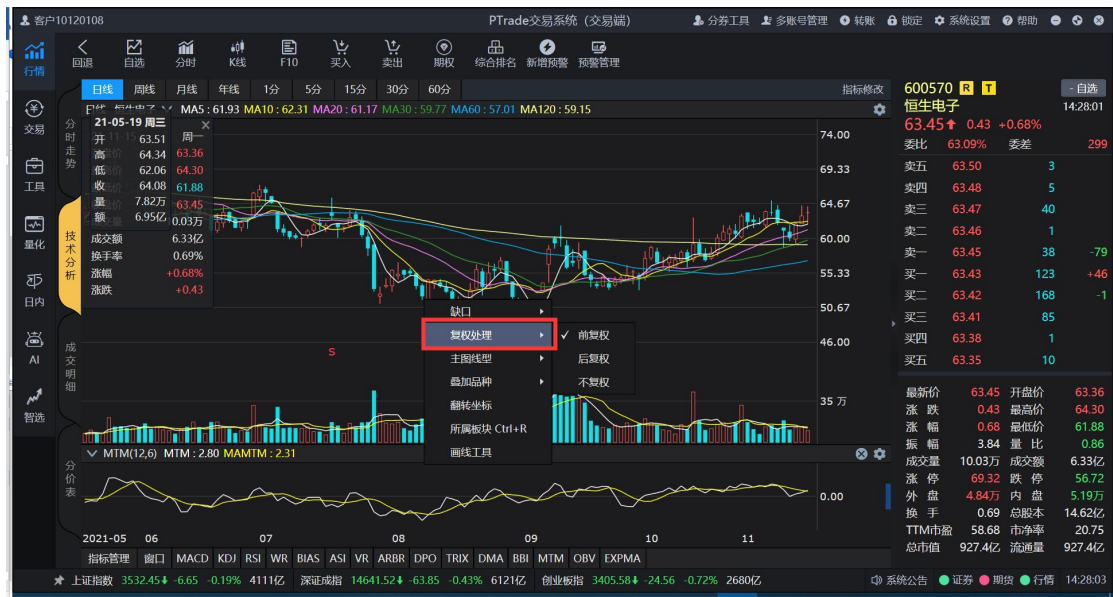 客户10120108 PTrade交易系统（交易端） 分券工具 多账号管理 转账 锁定 系统设置 帮助
行情 回退 自选 分时 K线 F10 买入 卖出 期权 综合排名 新增预警 预警管理
日线 周线 月线 年线 1分 5分 15分 30分 60分 指标修改
日线 恒生电子 MA5 : 61.93 MA10 : 62.31 MA20 : 61.17 MA30 : 59.77 MA60 : 57.01 MA120 : 59.15
交易
工具
量化
日内
AI
智选
分时走势
技术分析
成交明细
分价表
21-05-19 周三
开 63.51 周一
高 64.34 63.36
低 62.06 64.30
收 64.08 61.88
量 7.82万 63.45
额 6.95亿 0.03万
成交额 6.33亿
换手率 0.69%
涨幅 +0.68%
涨跌 +0.43
74.00
69.33
64.67
60.00
55.33
50.67
46.00
35 万
S
缺口
复权处理 ✓ 前复权
主图线型 后复权
叠加品种 不复权
翻转坐标
所属板块 Ctrl+R
画线工具
MTM(12,6) MTM : 2.80 MAMTM : 2.31
0.00
2021-05 06 07 08 09 10 11
指标管理 窗口 MACD KDJ RSI WR BIAS ASI VR ARBR DPO TRIX DMA BBI MTM OBV EXPMA
600570 R T - 自选
恒生电子 14:28:01
63.45 0.43 +0.68%
委比 63.09% 委差 299
卖五 63.50 3
卖四 63.48 5
卖三 63.47 40
卖二 63.46 1
卖一 63.45 38 -79
买一 63.43 123 +46
买二 63.42 168 -1
买三 63.41 85
买四 63.38 1
买五 63.35 10
最新价 63.45 开盘价 63.36
涨 跌 0.43 最高价 64.30
涨 幅 0.68 最低价 61.88
振 幅 3.84 量 比 0.86
成交量 10.03万 成交额 6.33亿
涨 停 69.32 跌 停 56.72
外 盘 4.84万 内 盘 5.19万
换 手 0.69 总股本 14.62亿
TTM市盈 58.68 市净率 20.75
总市值 927.4亿 流通量 927.4亿
上证指数 3532.45 -6.65 -0.19% 4111亿 深证成指 14641.52 -63.85 -0.43% 6121亿 创业板指 3405.58 -24.56 -0.72% 2680亿 系统公告 证券 期货 行情 14:28:03